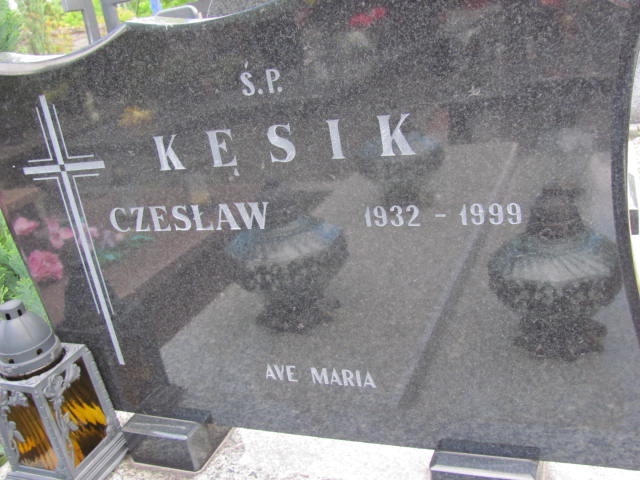 Ś.P.
KĘSIK
CZESŁAW 1932 - 1999
AVE MARIA